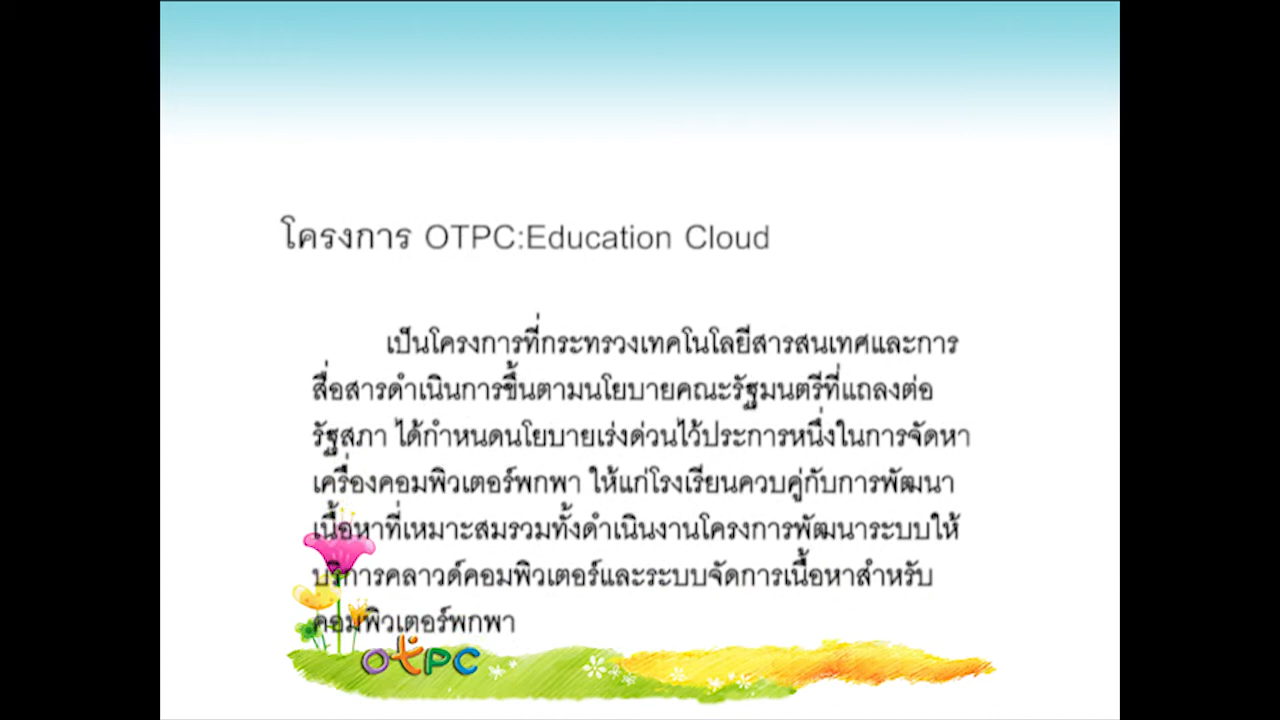 โครงการ OTPC:Education Cloud
เป็นโครงการที่กระทรวงเทคโนโลยีสารสนเทศและการ
สื่อสารดำเนินการขึ้นตามนโยบายคณะรัฐมนตรีที่แถลงต่อ
รัฐสภา ได้กำหนดนโยบายเร่งด่วนไว้ประการหนึ่งในการจัดหา
เครื่องคอมพิวเตอร์พกพา ให้แก่โรงเรียนควบคู่กับการพัฒนา
เนื้อหาที่เหมาะสมรวมทั้งดำเนินงานโครงการพัฒนาระบบให้
บริการคลาวด์คอมพิวเตอร์และระบบจัดการเนื้อหาสำหรับ
คอมพิวเตอร์พกพา
otpc